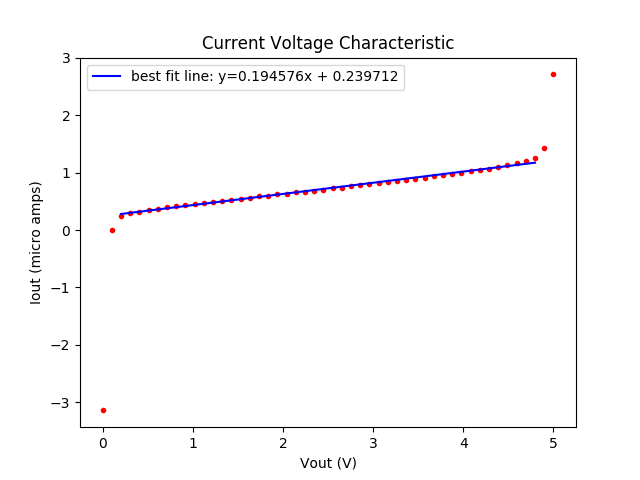 Current Voltage Characteristic
best fit line: y=0.194576x + 0.239712
3
2
1
0
−1
−2
−3
Iout (micro amps)
0 1 2 3 4 5
Vout (V)